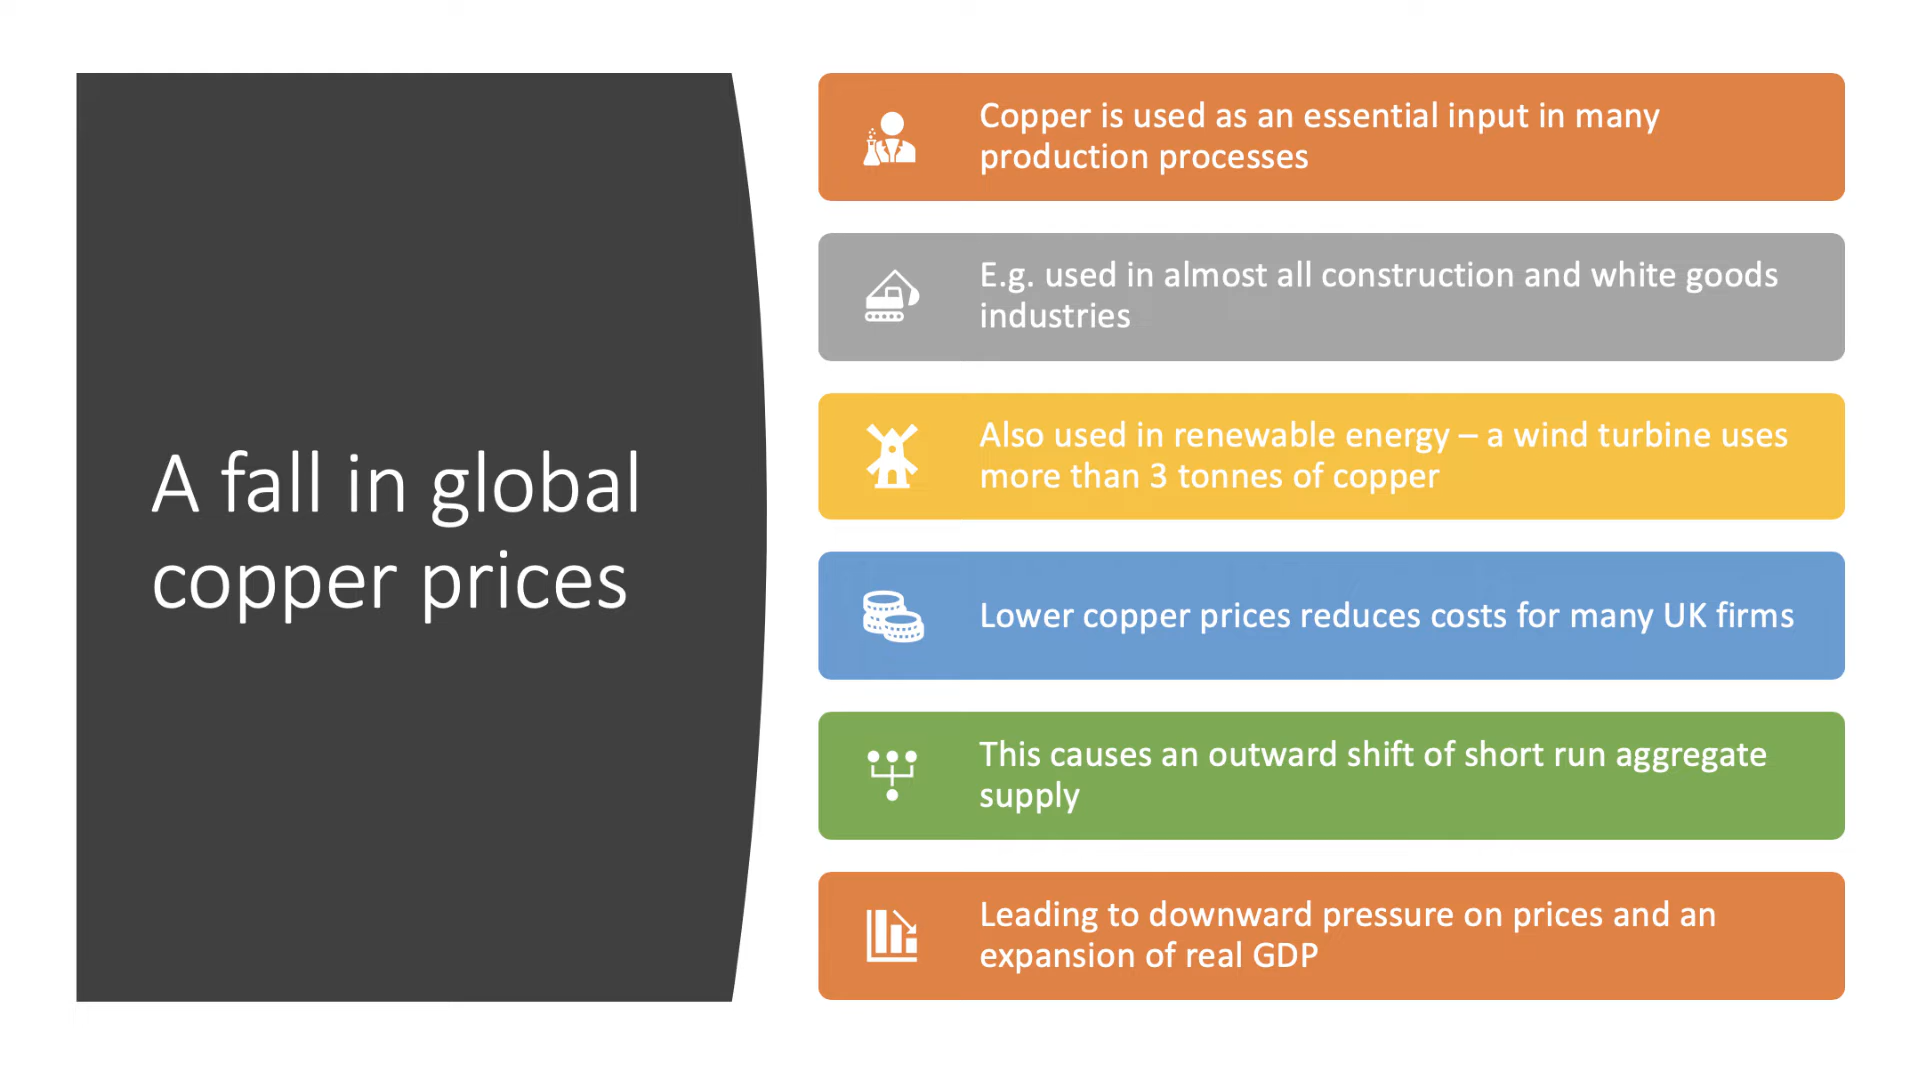 A fall in global
copper prices
Copper is used as an essential input in many
production processes
E.g. used in almost all construction and white goods
industries
Also used in renewable energy – a wind turbine uses
more than 3 tonnes of copper
Lower copper prices reduces costs for many UK firms
This causes an outward shift of short run aggregate
supply
Leading to downward pressure on prices and an
expansion of real GDP